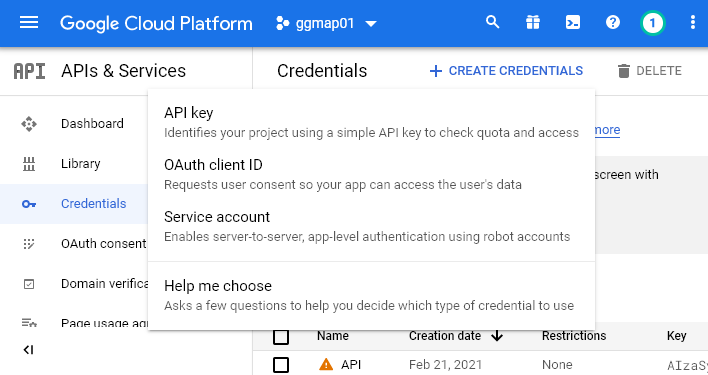 Google Cloud Platform
ggmap01
1
API
APIs & Services
Credentials
CREATE CREDENTIALS
DELETE
Dashboard
Library
Credentials
OAuth consent
Domain verifica
Page usage agr
API key
Identifies your project using a simple API key to check quota and access
OAuth client ID
Requests user consent so your app can access the user's data
Service account
Enables server-to-server, app-level authentication using robot accounts
Help me choose
Asks a few questions to help you decide which type of credential to use
more
screen with
Name
Creation date
Restrictions
Key
API
Feb 21, 2021
None
AIzaSy